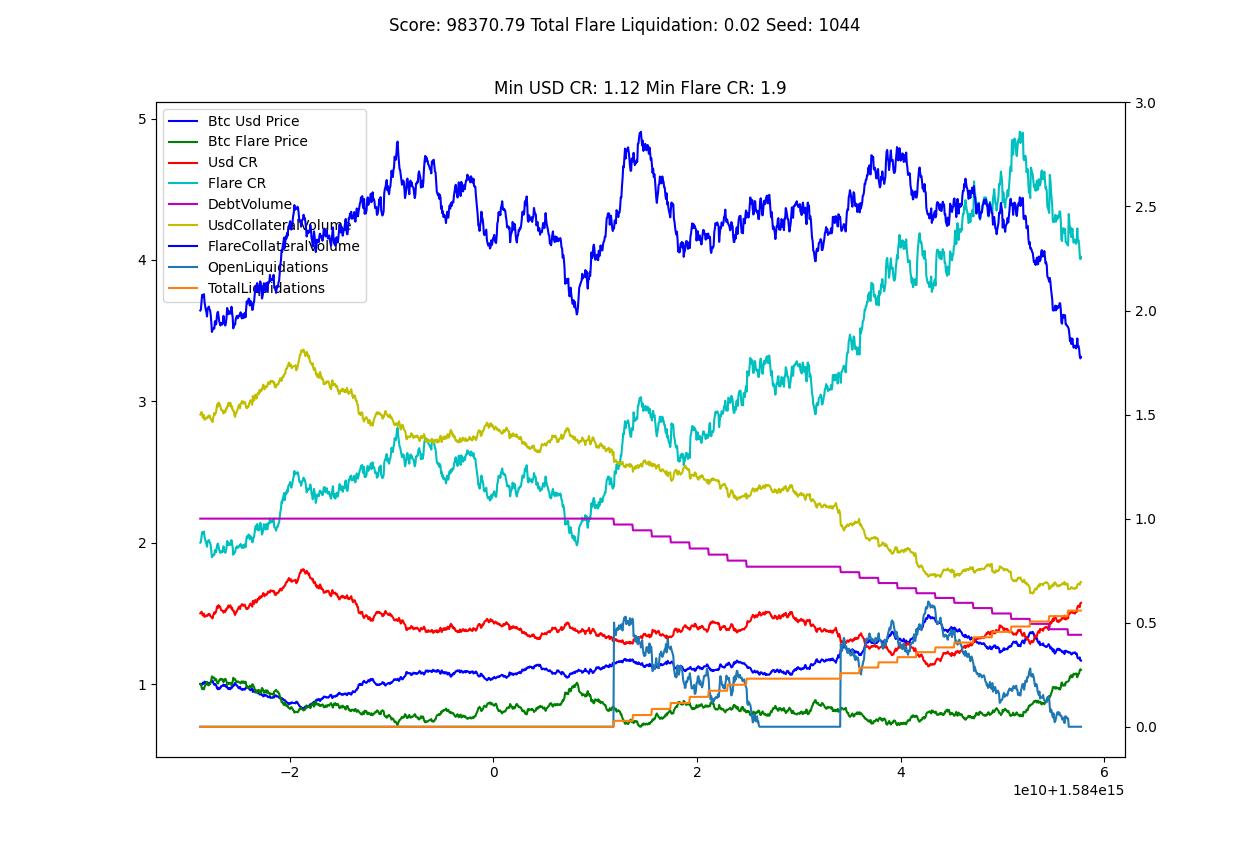 Score: 98370.79 Total Flare Liquidation: 0.02 Seed: 1044
Min USD CR: 1.12 Min Flare CR: 1.9
Btc Usd Price
Btc Flare Price
Usd CR
Flare CR
DebtVolume
UsdCollateralVolume
FlareCollateralVolume
OpenLiquidations
TotalLiquidations
5
4
3
2
1
3.0
2.5
2.0
1.5
1.0
0.5
0.0
−2
0
2
4
6
1e10+1.584e15